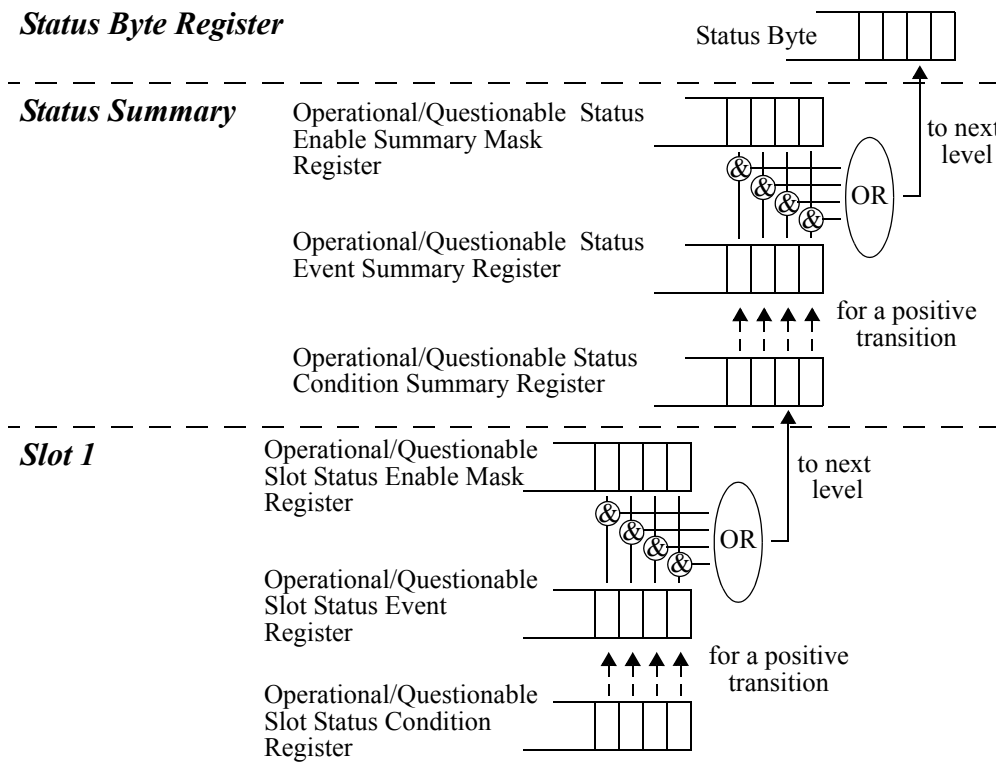 Status Byte Register
Status Byte
Status Summary
Operational/Questionable Status
Enable Summary Mask
Register
&
&
&
&
OR
to next
level
Operational/Questionable Status
Event Summary Register
for a positive
transition
Operational/Questionable Status
Condition Summary Register
Slot 1
Operational/Questionable
Slot Status Enable Mask
Register
to next
level
&
&
&
&
OR
Operational/Questionable
Slot Status Event
Register
for a positive
transition
Operational/Questionable
Slot Status Condition
Register